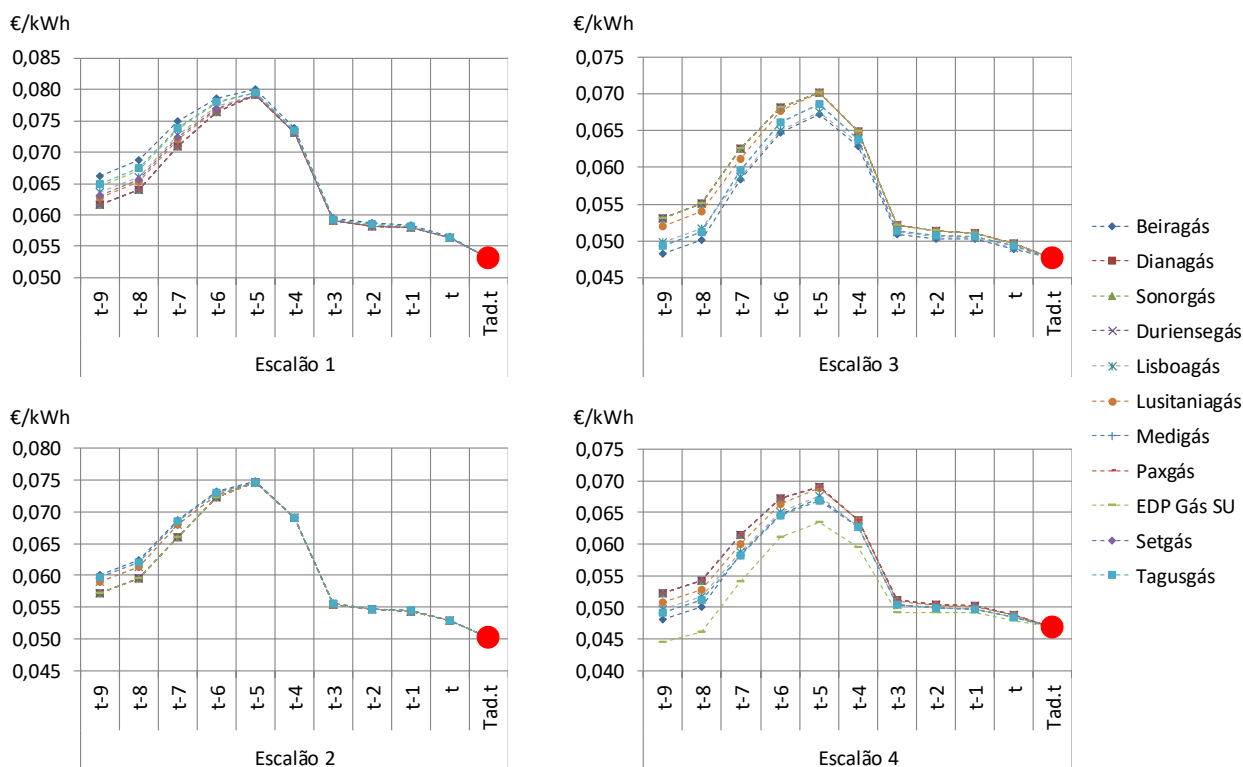 €/kWh
0,085
0,080
0,075
0,070
0,065
0,060
0,055
0,050
t-9
t-8
t-7
t-6
t-5
t-4
t-3
t-2
t-1
t
Tad.t
Escalão 1
€/kWh
0,075
0,070
0,065
0,060
0,055
0,050
0,045
t-9
t-8
t-7
t-6
t-5
t-4
t-3
t-2
t-1
t
Tad.t
Escalão 3
€/kWh
0,080
0,075
0,070
0,065
0,060
0,055
0,050
0,045
t-9
t-8
t-7
t-6
t-5
t-4
t-3
t-2
t-1
t
Tad.t
Escalão 2
€/kWh
0,075
0,070
0,065
0,060
0,055
0,050
0,045
0,040
t-9
t-8
t-7
t-6
t-5
t-4
t-3
t-2
t-1
t
Tad.t
Escalão 4
Beiragás
Dianagás
Sonorgás
Duriensegás
Lisboagás
Lusitaniagás
Medigás
Paxgás
EDP Gás SU
Setgás
Tagusgás